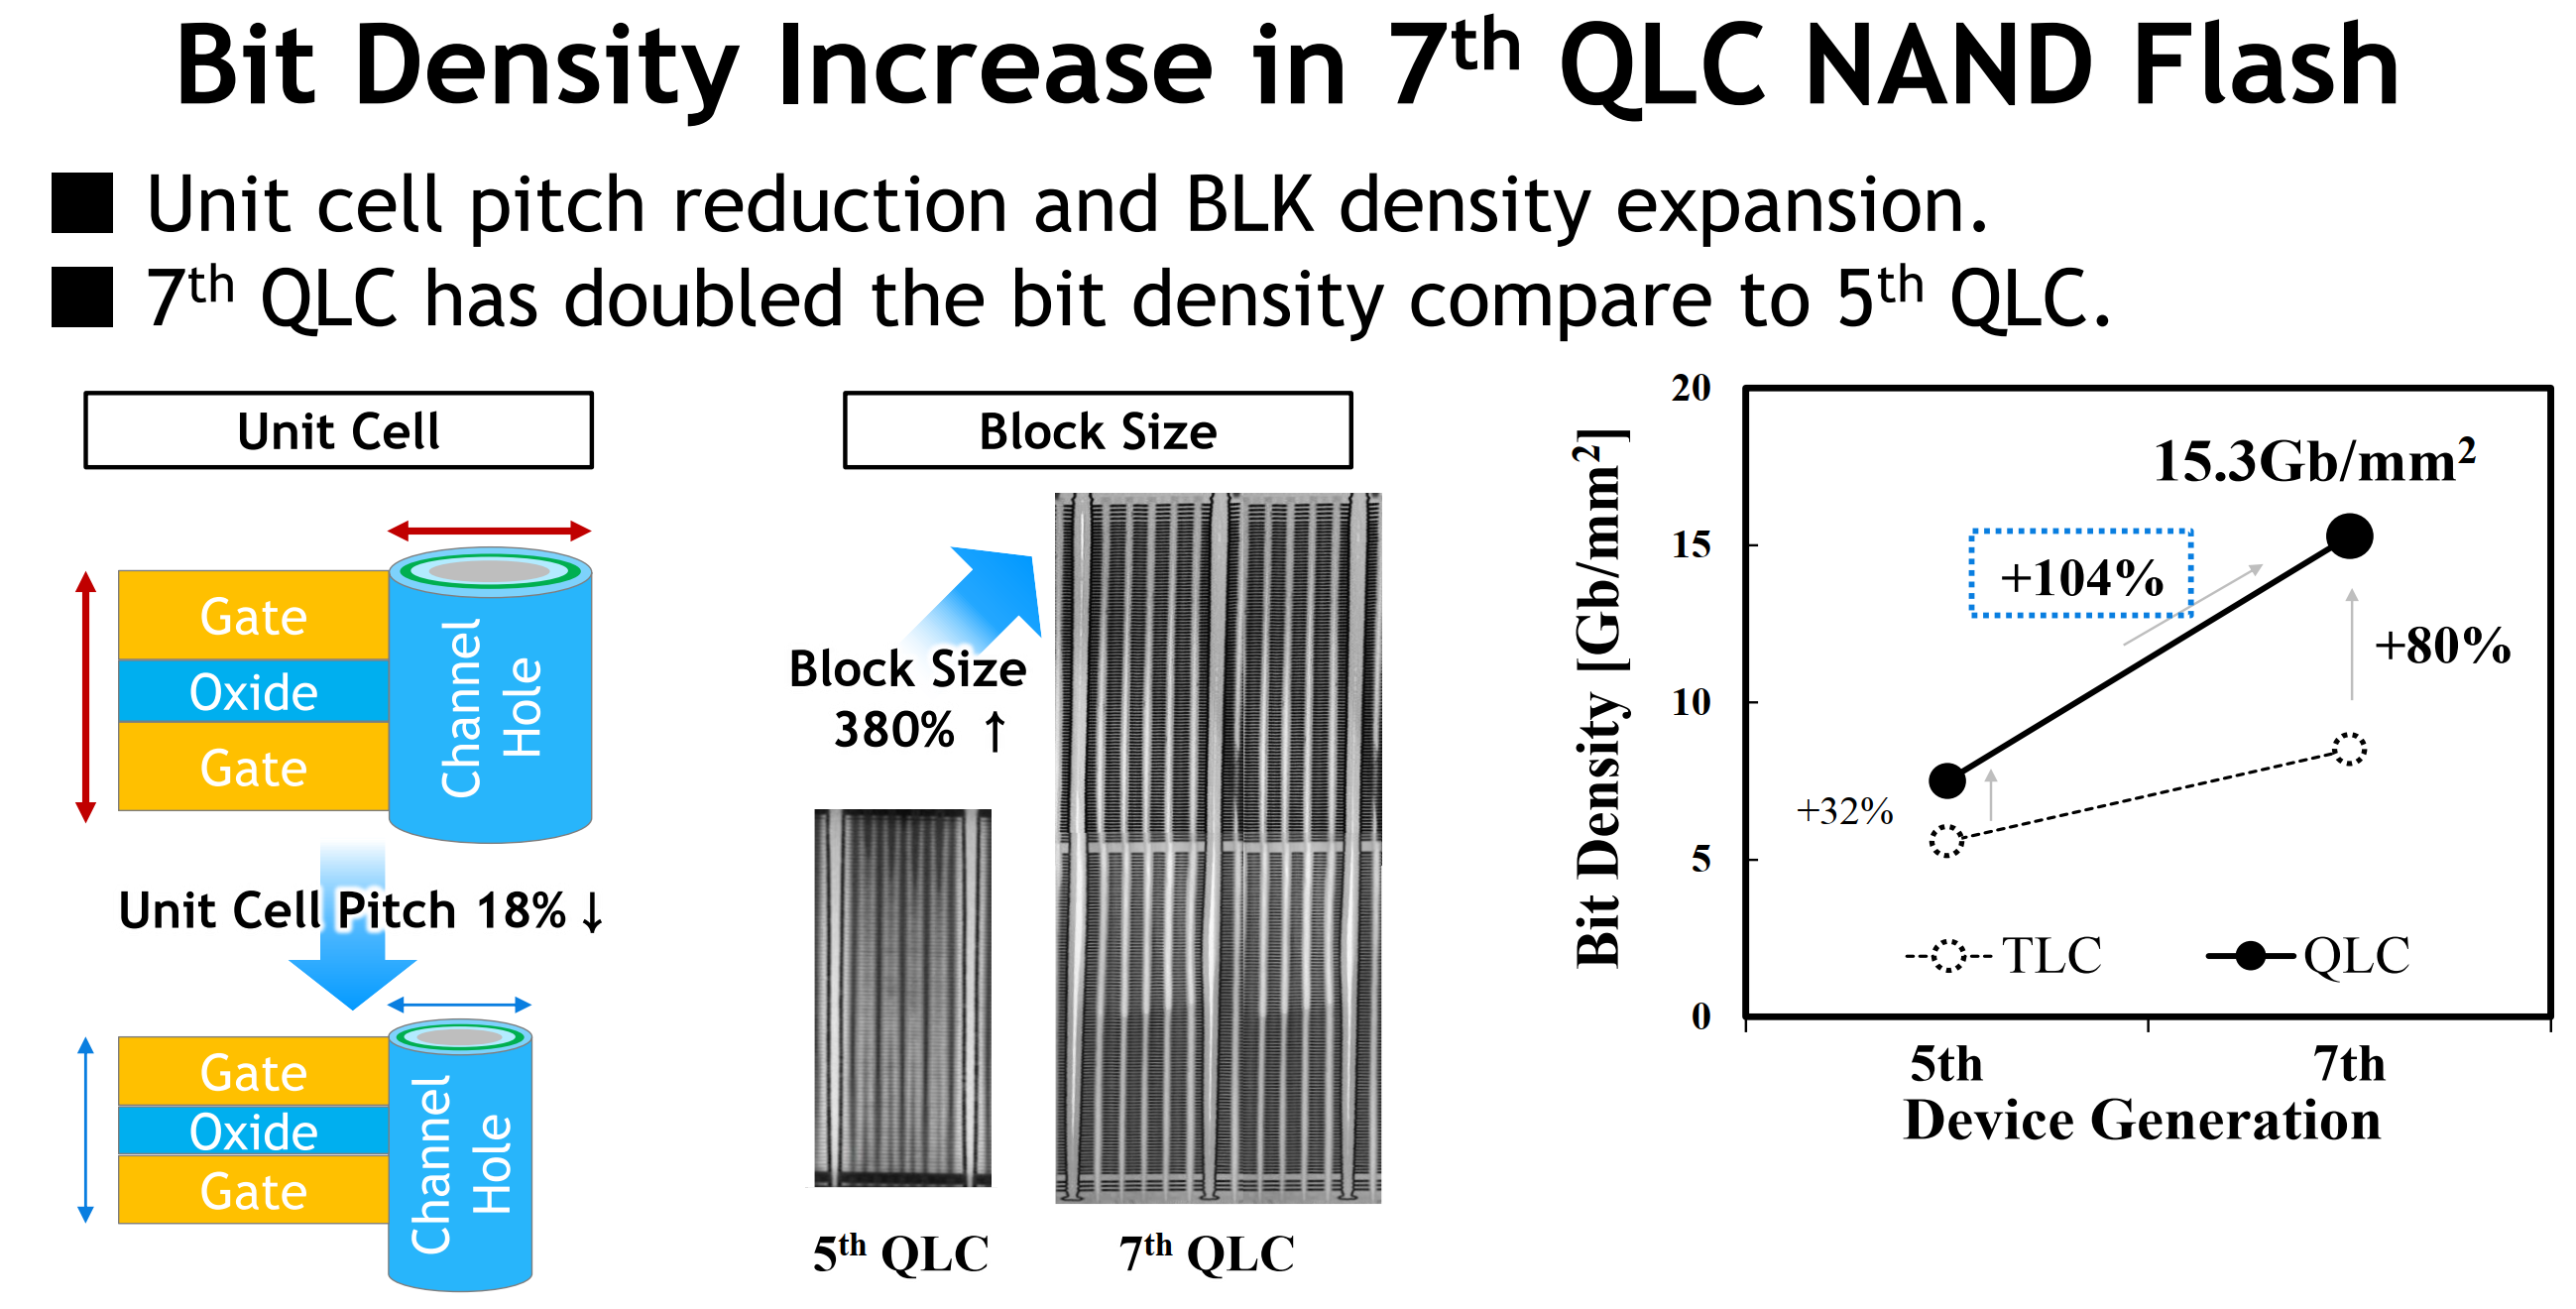 Bit Density Increase in 7th QLC NAND Flash
■ Unit cell pitch reduction and BLK density expansion.
■ 7th QLC has doubled the bit density compare to 5th QLC.
Unit Cell
Gate
Oxide
Gate
Channel
Hole
Unit Cell Pitch 18% ↓
Gate
Oxide
Gate
Channel
Hole
Block Size
Block Size
380% ↑
5th QLC
7th QLC
Bit Density [Gb/mm²]
20
15
10
5
0
15.3Gb/mm²
+104%
+80%
+32%
TLC
QLC
5th
7th
Device Generation